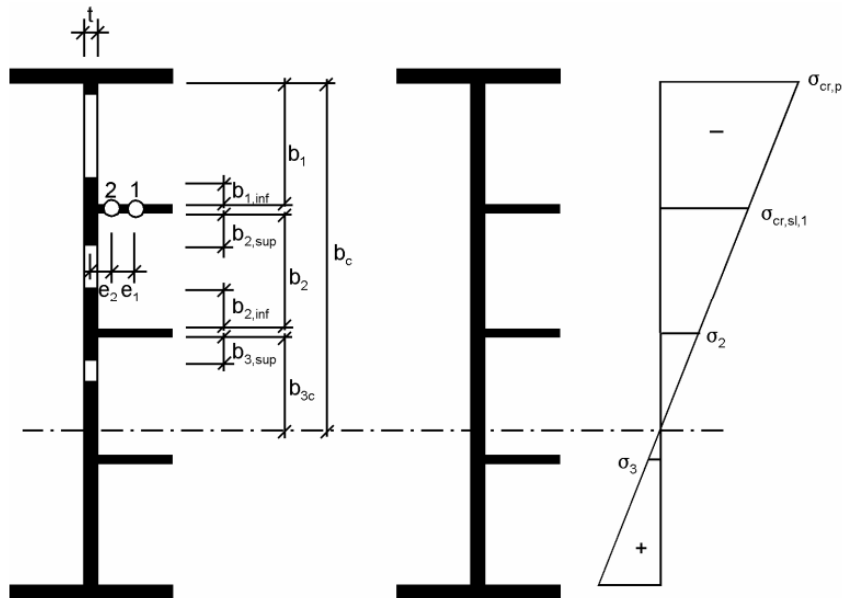 t
σcr,p
b1
−
2 1
b1,inf
σcr,sl,1
b2,sup
bc
b2
e2 e1
b2,inf
σ2
b3,sup
b3c
σ3
+